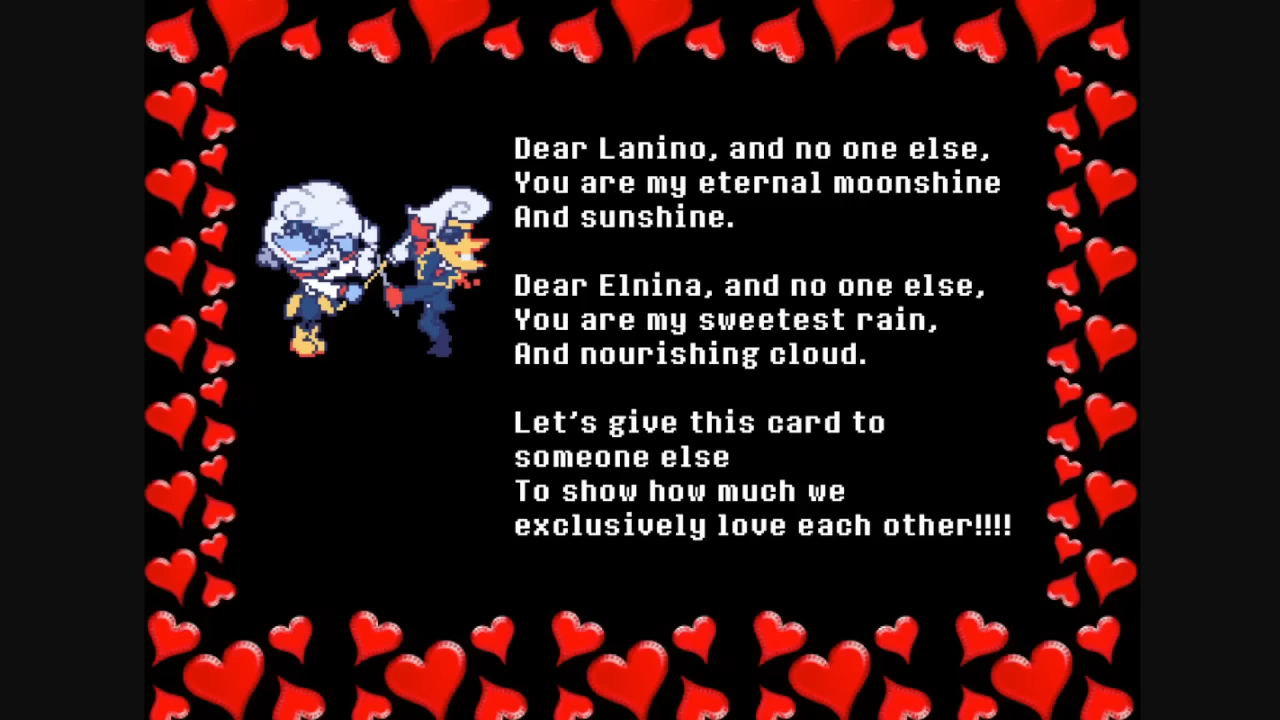 Dear Lanino, and no one else,
You are my eternal moonshine
And sunshine.
Dear Elnina, and no one else,
You are my sweetest rain,
And nourishing cloud.
Let's give this card to
someone else
To show how much we
exclusively love each other!!!!